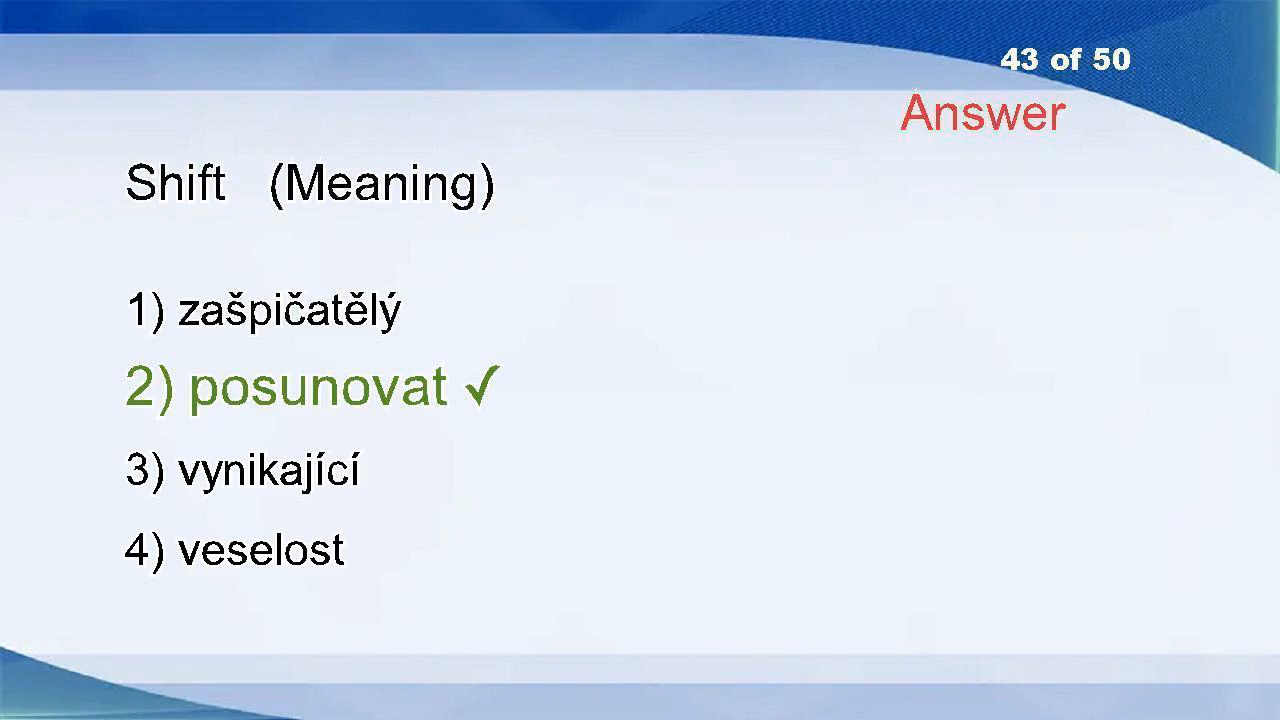 43 of 50
Answer
Shift (Meaning)
1) zašpičatělý
2) posunovat ✓
3) vynikající
4) veselost